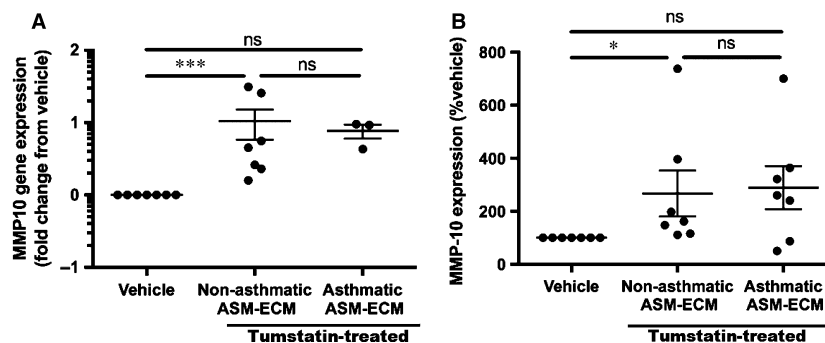 A
MMP10 gene expression
(fold change from vehicle)
2
1
0
–1
ns
***
ns
Vehicle
Non-asthmatic
ASM-ECM
Asthmatic
ASM-ECM
Tumstatin-treated
B
MMP-10 expression (%vehicle)
800
600
400
200
0
ns
*
ns
Vehicle
Non-asthmatic
ASM-ECM
Asthmatic
ASM-ECM
Tumstatin-treated